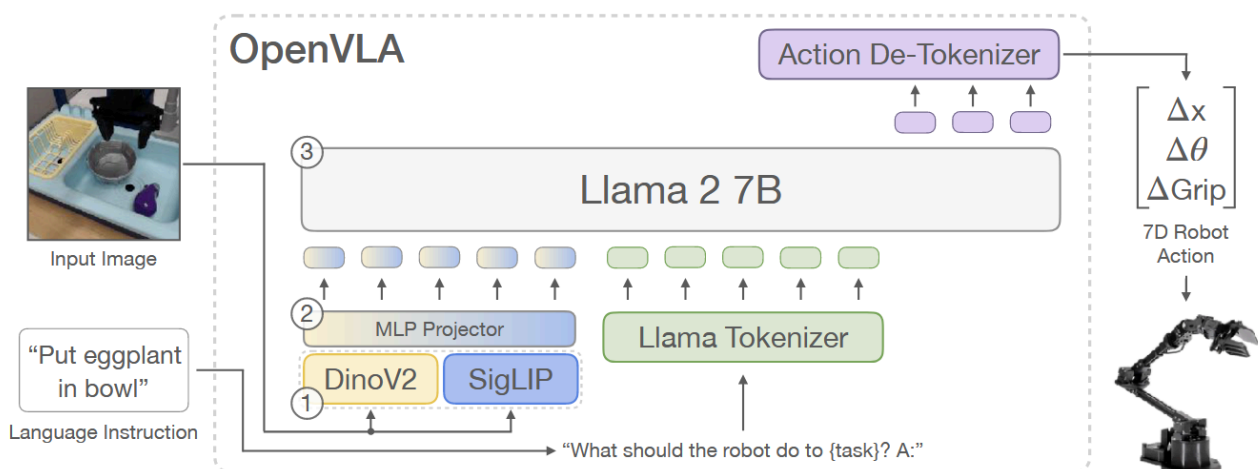 OpenVLA
Action De-Tokenizer
Δx
Δθ
ΔGrip
7D Robot
Action
3
Llama 2 7B
Input Image
2
MLP Projector
Llama Tokenizer
1
DinoV2
SigLIP
“Put eggplant
in bowl”
Language Instruction
“What should the robot do to {task}? A:”